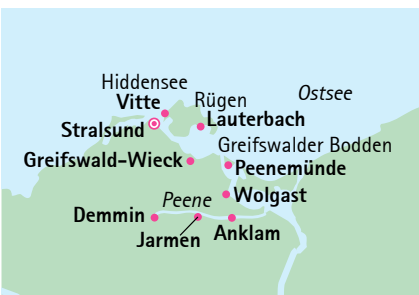 Hiddensee
Vitte
Rügen
Ostsee
Lauterbach
Stralsund
Greifswalder Bodden
Greifswald-Wieck
Peenemünde
Wolgast
Peene
Demmin
Jarmen
Anklam